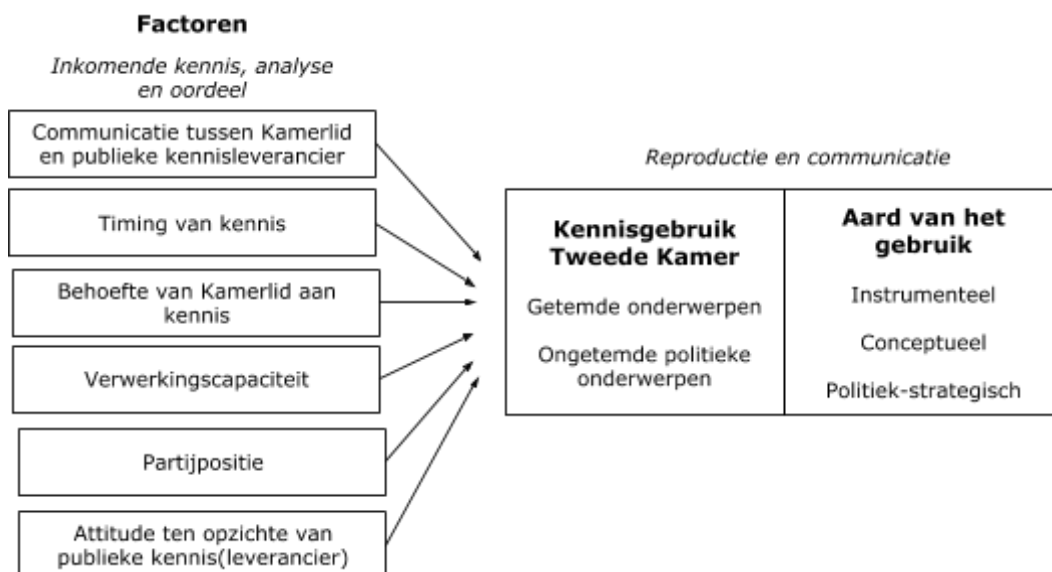 Factoren
Inkomende kennis, analyse
en oordeel
Communicatie tussen Kamerlid
en publieke kennisleverancier
Timing van kennis
Behoefte van Kamerlid aan
kennis
Verwerkingscapaciteit
Partijpositie
Attitude ten opzichte van
publieke kennis(leverancier)
Reproductie en communicatie
Kennisgebruik
Tweede Kamer
Getemde onderwerpen
Ongetemde politieke
onderwerpen
Aard van het
gebruik
Instrumenteel
Conceptueel
Politiek-strategisch